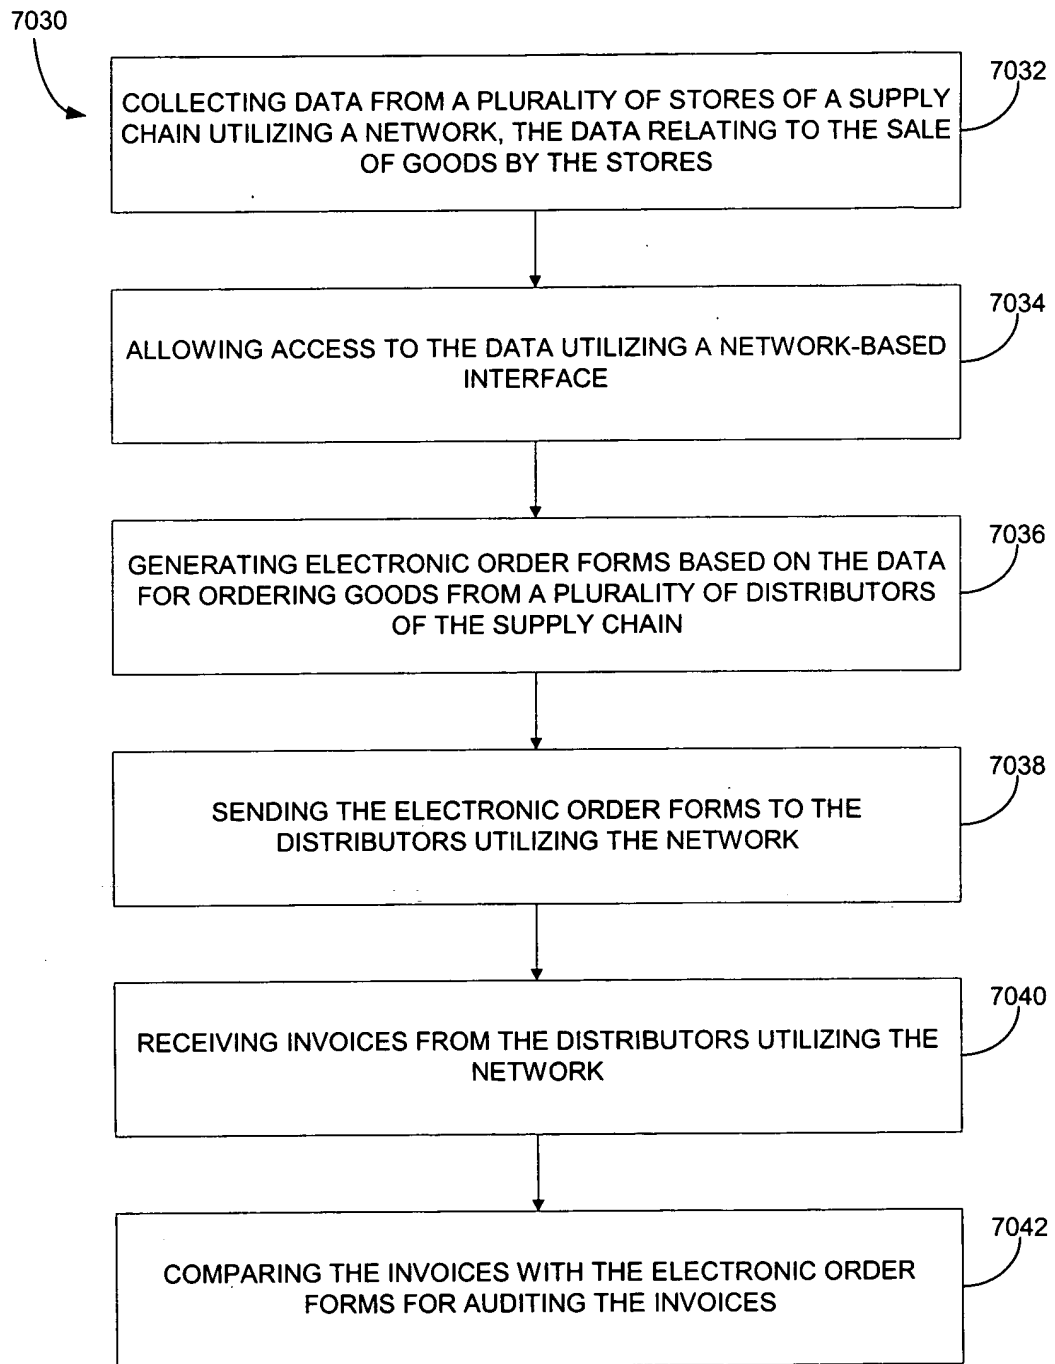 7030
7032
COLLECTING DATA FROM A PLURALITY OF STORES OF A SUPPLY
CHAIN UTILIZING A NETWORK, THE DATA RELATING TO THE SALE
OF GOODS BY THE STORES
7034
ALLOWING ACCESS TO THE DATA UTILIZING A NETWORK-BASED
INTERFACE
7036
GENERATING ELECTRONIC ORDER FORMS BASED ON THE DATA
FOR ORDERING GOODS FROM A PLURALITY OF DISTRIBUTORS
OF THE SUPPLY CHAIN
7038
SENDING THE ELECTRONIC ORDER FORMS TO THE
DISTRIBUTORS UTILIZING THE NETWORK
7040
RECEIVING INVOICES FROM THE DISTRIBUTORS UTILIZING THE
NETWORK
7042
COMPARING THE INVOICES WITH THE ELECTRONIC ORDER
FORMS FOR AUDITING THE INVOICES